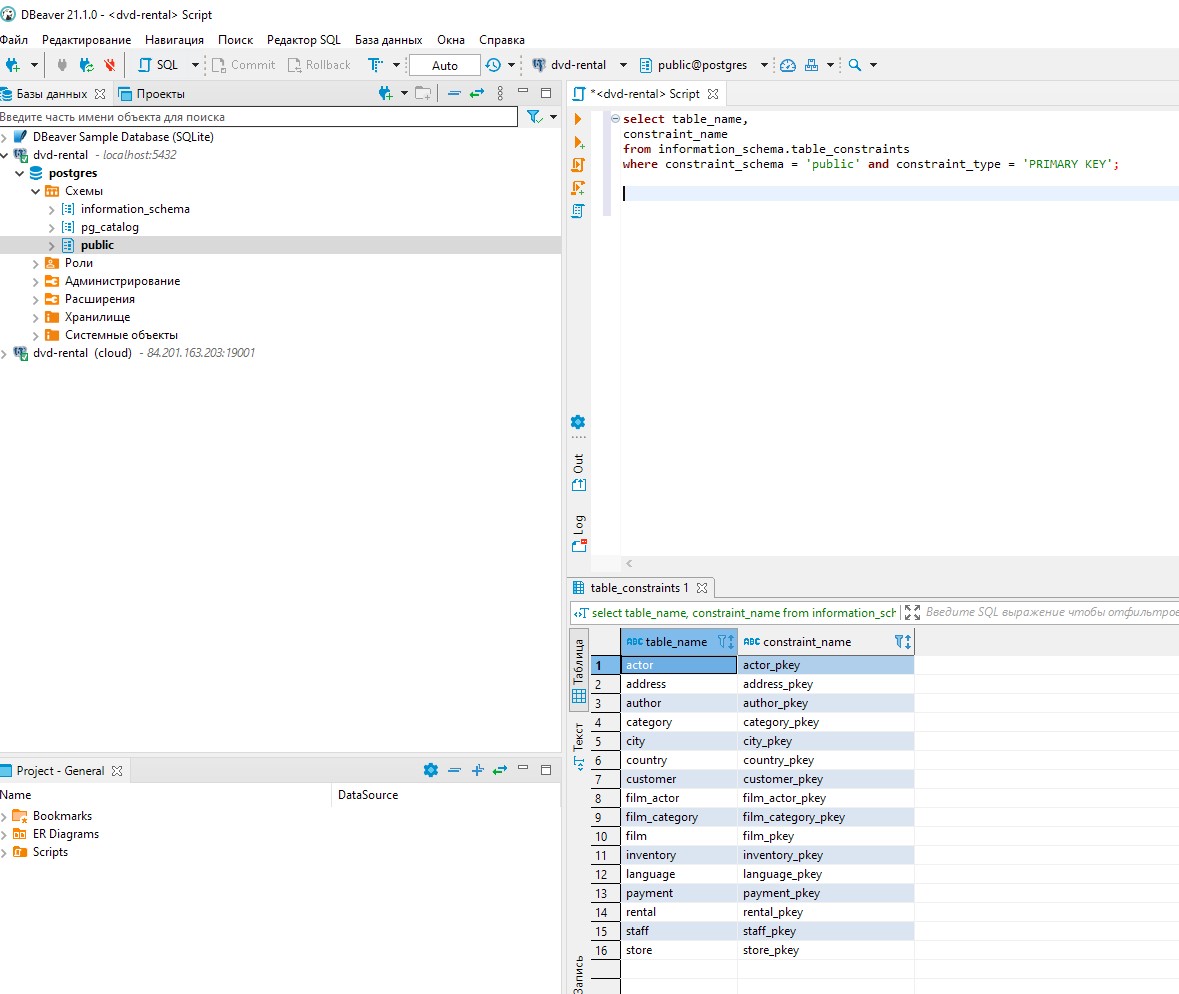 DBeaver 21.1.0 - <dvd-rental> Script
Файл Редактирование Навигация Поиск Редактор SQL База данных Окна Справка
SQL Commit Rollback Auto dvd-rental public@postgres
Базы данных Проекты
Введите часть имени объекта для поиска
DBeaver Sample Database (SQLite)
dvd-rental - localhost:5432
postgres
Схемы
information_schema
pg_catalog
public
Роли
Администрирование
Расширения
Хранилище
Системные объекты
dvd-rental (cloud) - 84.201.163.203:19001
Project - General
Name DataSource
Bookmarks
ER Diagrams
Scripts
*<dvd-rental> Script
select table_name,
constraint_name
from information_schema.table_constraints
where constraint_schema = 'public' and constraint_type = 'PRIMARY KEY';
Out
Log
table_constraints 1
select table_name, constraint_name from information_sch Введите SQL выражение чтобы отфильтрое
Таблица
Текст
Запись
ABC table_name ABC constraint_name
1 actor actor_pkey
2 address address_pkey
3 author author_pkey
4 category category_pkey
5 city city_pkey
6 country country_pkey
7 customer customer_pkey
8 film_actor film_actor_pkey
9 film_category film_category_pkey
10 film film_pkey
11 inventory inventory_pkey
12 language language_pkey
13 payment payment_pkey
14 rental rental_pkey
15 staff staff_pkey
16 store store_pkey